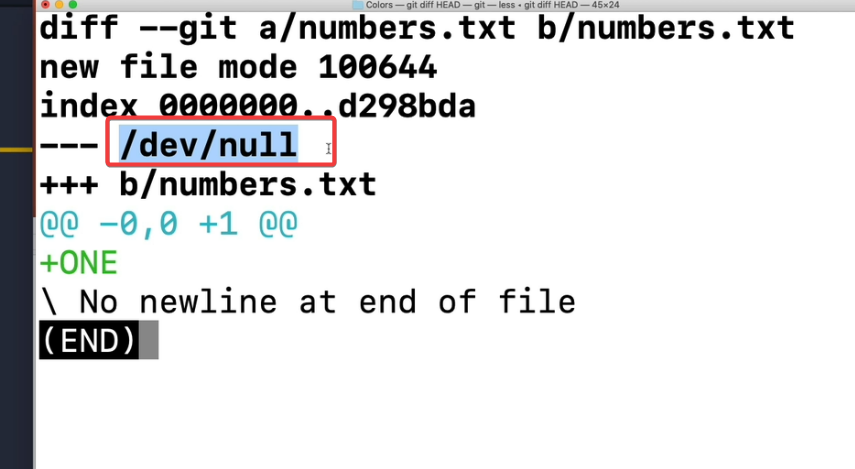 Colors — git diff HEAD — git — less • git diff HEAD — 45×24
diff --git a/numbers.txt b/numbers.txt
new file mode 100644
index 0000000..d298bda
--- /dev/null
+++ b/numbers.txt
@@ -0,0 +1 @@
+ONE
\ No newline at end of file
(END)